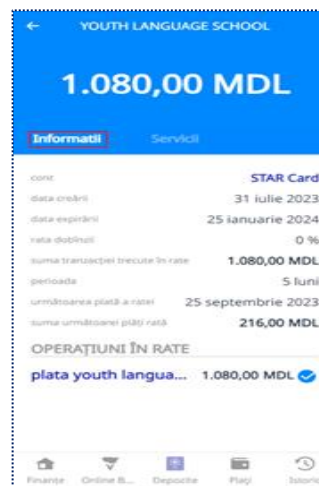 ← YOUTH LANGUAGE SCHOOL
1.080,00 MDL
Informatii Servicii
cont STAR Card
data creării 31 iulie 2023
data expirării 25 ianuarie 2024
rata dobînzii 0 %
suma tranzacției trecute în rate 1.080,00 MDL
perioada 5 luni
următoarea plată a ratei 25 septembrie 2023
suma următoarei plăți rată 216,00 MDL
OPERAȚIUNI ÎN RATE
plata youth langua... 1.080,00 MDL
Finanțe Online B... Depozite Plăți Istoric